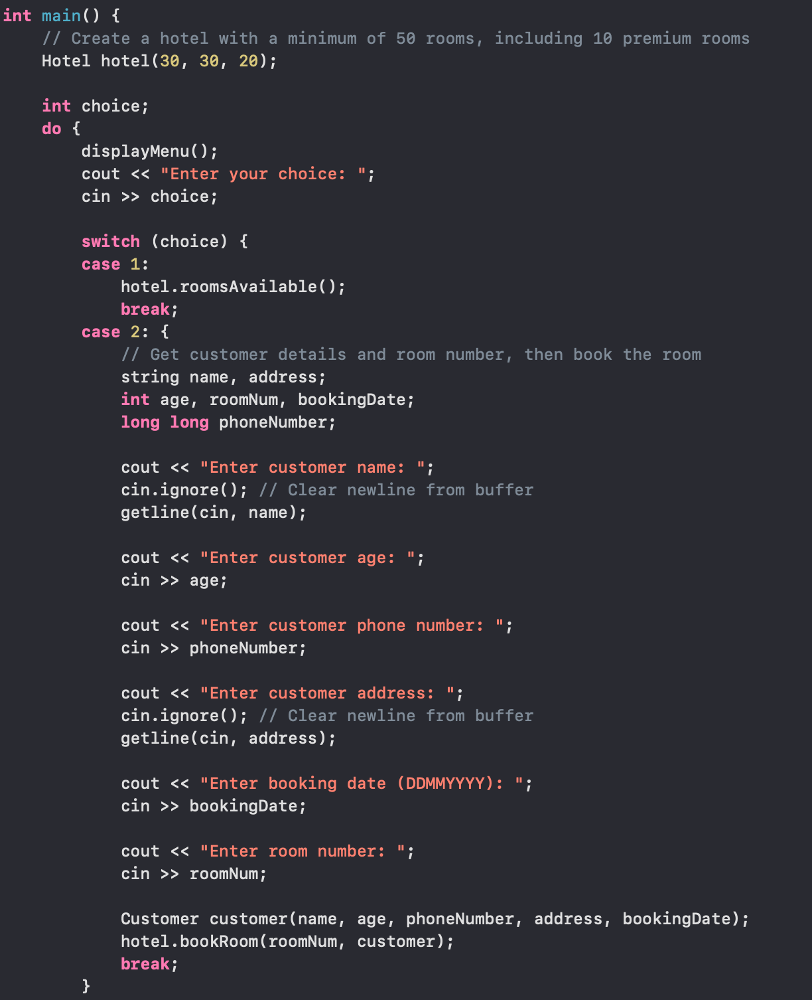 int main() {
    // Create a hotel with a minimum of 50 rooms, including 10 premium rooms
    Hotel hotel(30, 30, 20);

    int choice;
    do {
        displayMenu();
        cout << "Enter your choice: ";
        cin >> choice;

        switch (choice) {
        case 1:
            hotel.roomsAvailable();
            break;
        case 2: {
            // Get customer details and room number, then book the room
            string name, address;
            int age, roomNum, bookingDate;
            long long phoneNumber;

            cout << "Enter customer name: ";
            cin.ignore(); // Clear newline from buffer
            getline(cin, name);

            cout << "Enter customer age: ";
            cin >> age;

            cout << "Enter customer phone number: ";
            cin >> phoneNumber;

            cout << "Enter customer address: ";
            cin.ignore(); // Clear newline from buffer
            getline(cin, address);

            cout << "Enter booking date (DDMMYYYY): ";
            cin >> bookingDate;

            cout << "Enter room number: ";
            cin >> roomNum;

            Customer customer(name, age, phoneNumber, address, bookingDate);
            hotel.bookRoom(roomNum, customer);
            break;
        }